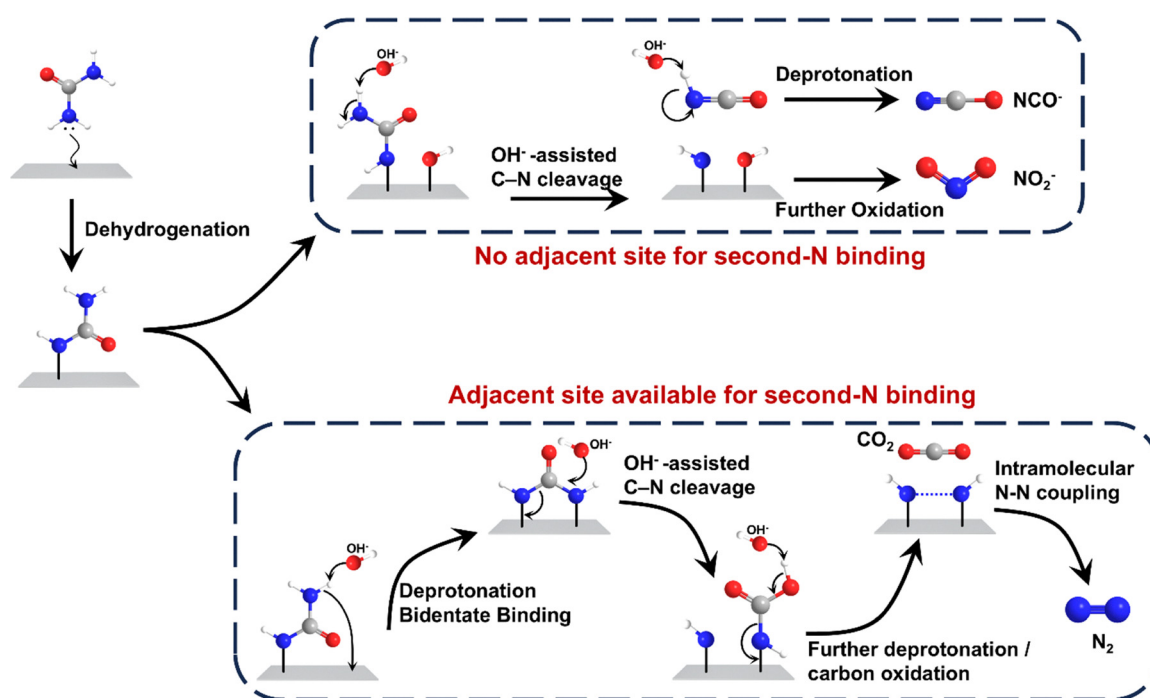 Dehydrogenation
OH-
OH⁻-assisted
C–N cleavage
OH-
Deprotonation
NCO⁻
Further Oxidation
NO₂⁻
No adjacent site for second-N binding
Adjacent site available for second-N binding
OH-
Deprotonation
Bidentate Binding
OH-
OH⁻-assisted
C–N cleavage
OH-
Further deprotonation /
carbon oxidation
CO₂
Intramolecular
N-N coupling
N₂